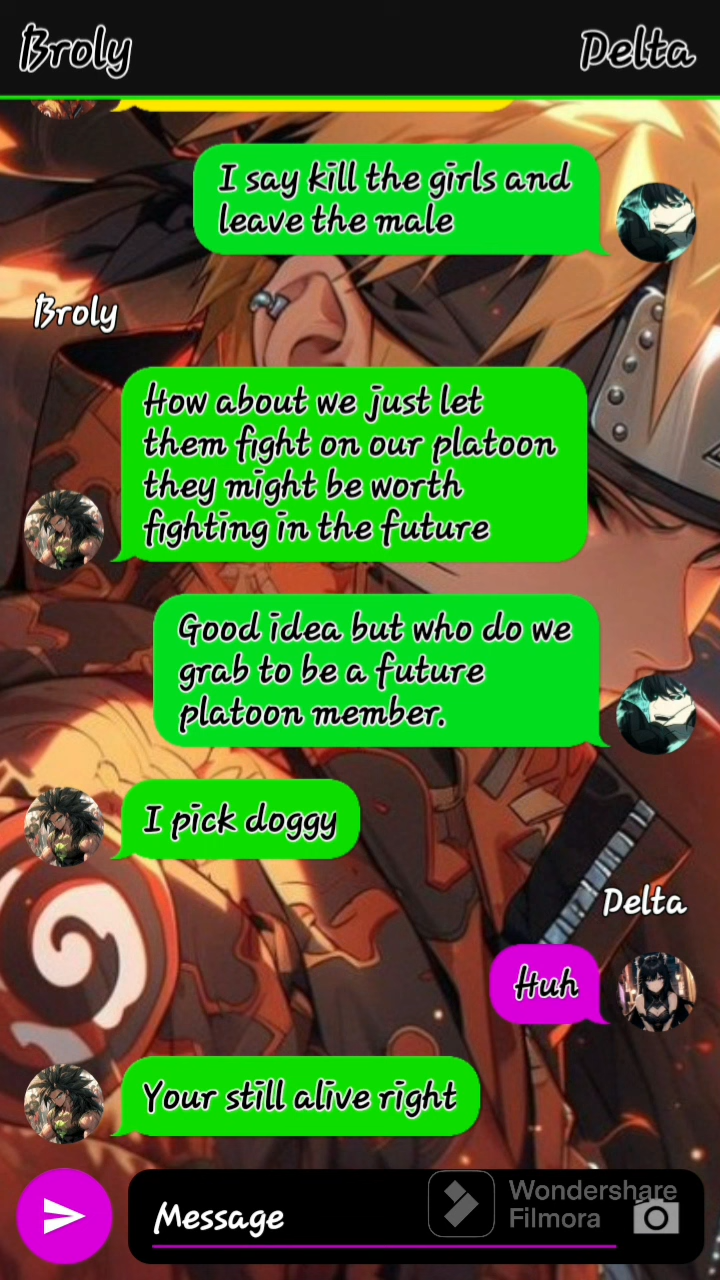 Broly
Delta
I say kill the girls and
leave the male
Broly
How about we just let
them fight on our platoon
they might be worth
fighting in the future
Good idea but who do we
grab to be a future
platoon member.
I pick doggy
Delta
Huh
Your still alive right
Message
Wondershare
Filmora